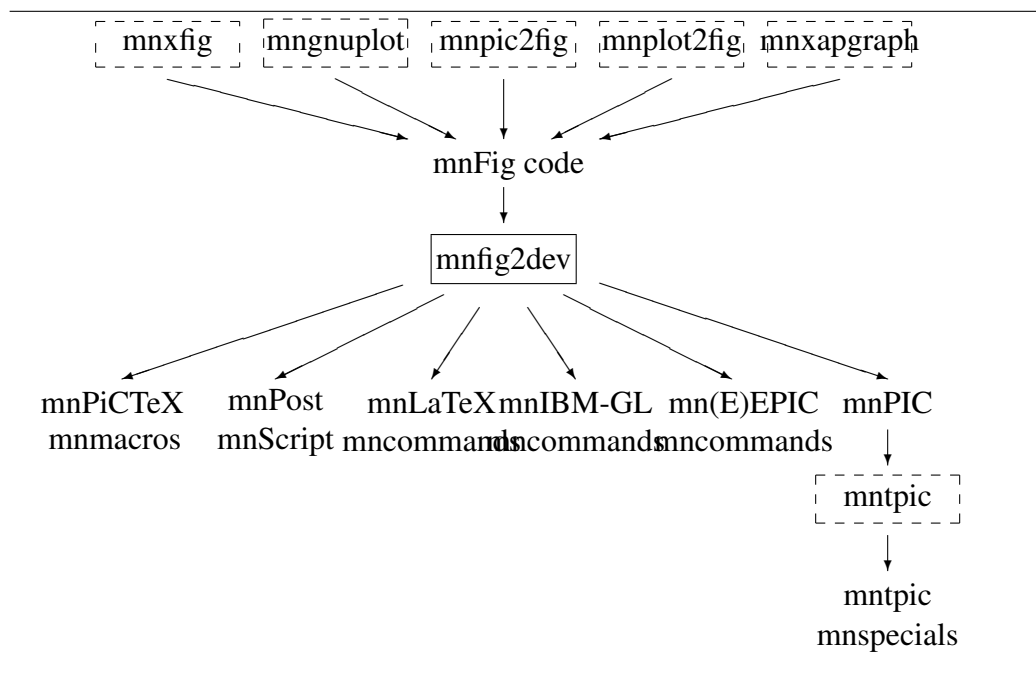 mnxfig mngnuplot mnpic2fig mnplot2fig mnxapgraph
mnFig code
mnfig2dev
mnPiCTeX mnPost mnLaTeX mnIBM-GL mn(E)EPIC mnPIC
mnmacros mnScript mncommands mncommands mncommands
mntpic
mntpic
mnspecials